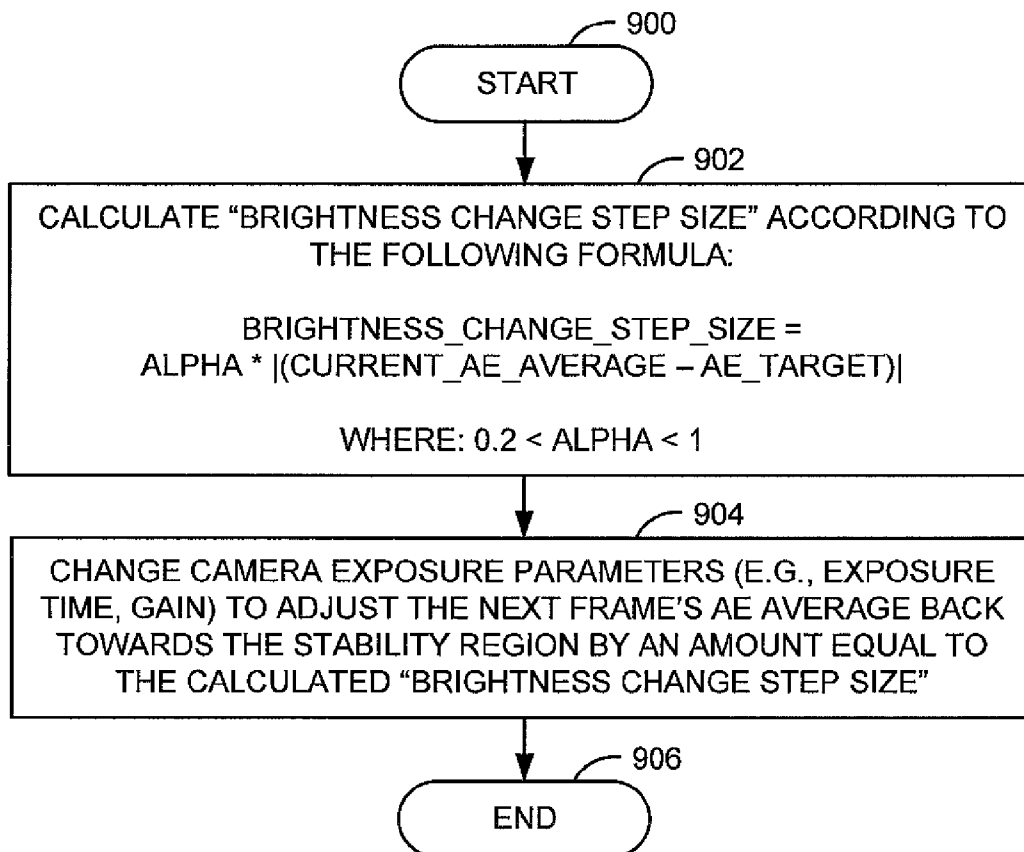 900
START
902
CALCULATE “BRIGHTNESS CHANGE STEP SIZE” ACCORDING TO
THE FOLLOWING FORMULA:
BRIGHTNESS_CHANGE_STEP_SIZE =
ALPHA * |(CURRENT_AE_AVERAGE – AE_TARGET)|
WHERE: 0.2 < ALPHA < 1
904
CHANGE CAMERA EXPOSURE PARAMETERS (E.G., EXPOSURE
TIME, GAIN) TO ADJUST THE NEXT FRAME’S AE AVERAGE BACK
TOWARDS THE STABILITY REGION BY AN AMOUNT EQUAL TO
THE CALCULATED “BRIGHTNESS CHANGE STEP SIZE”
906
END